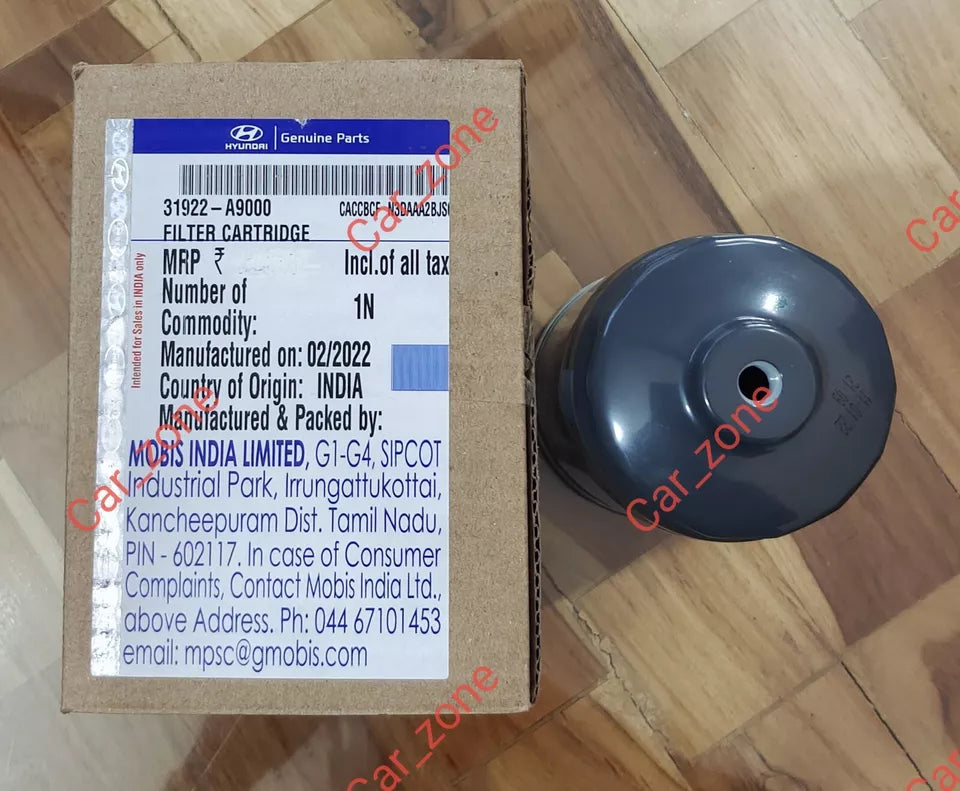 HYUNDAI | Genuine Parts
31922-A9000
FILTER CARTRIDGE
MRP ₹ Incl.of all tax
Number of
Commodity: 1N
Manufactured on: 02/2022
Country of Origin: INDIA
Manufactured & Packed by:
MOBIS INDIA LIMITED, G1-G4, SIPCOT
Industrial Park, Irrungattukottai,
Kancheepuram Dist. Tamil Nadu,
PIN - 602117. In case of Consumer
Complaints, Contact Mobis India Ltd.,
above Address. Ph: 044 67101453
email: mpsc@gmobis.com
Intended for Sales in INDIA only
Car_zone
Car_zone
Car_zone
Car_zone
Car_zone